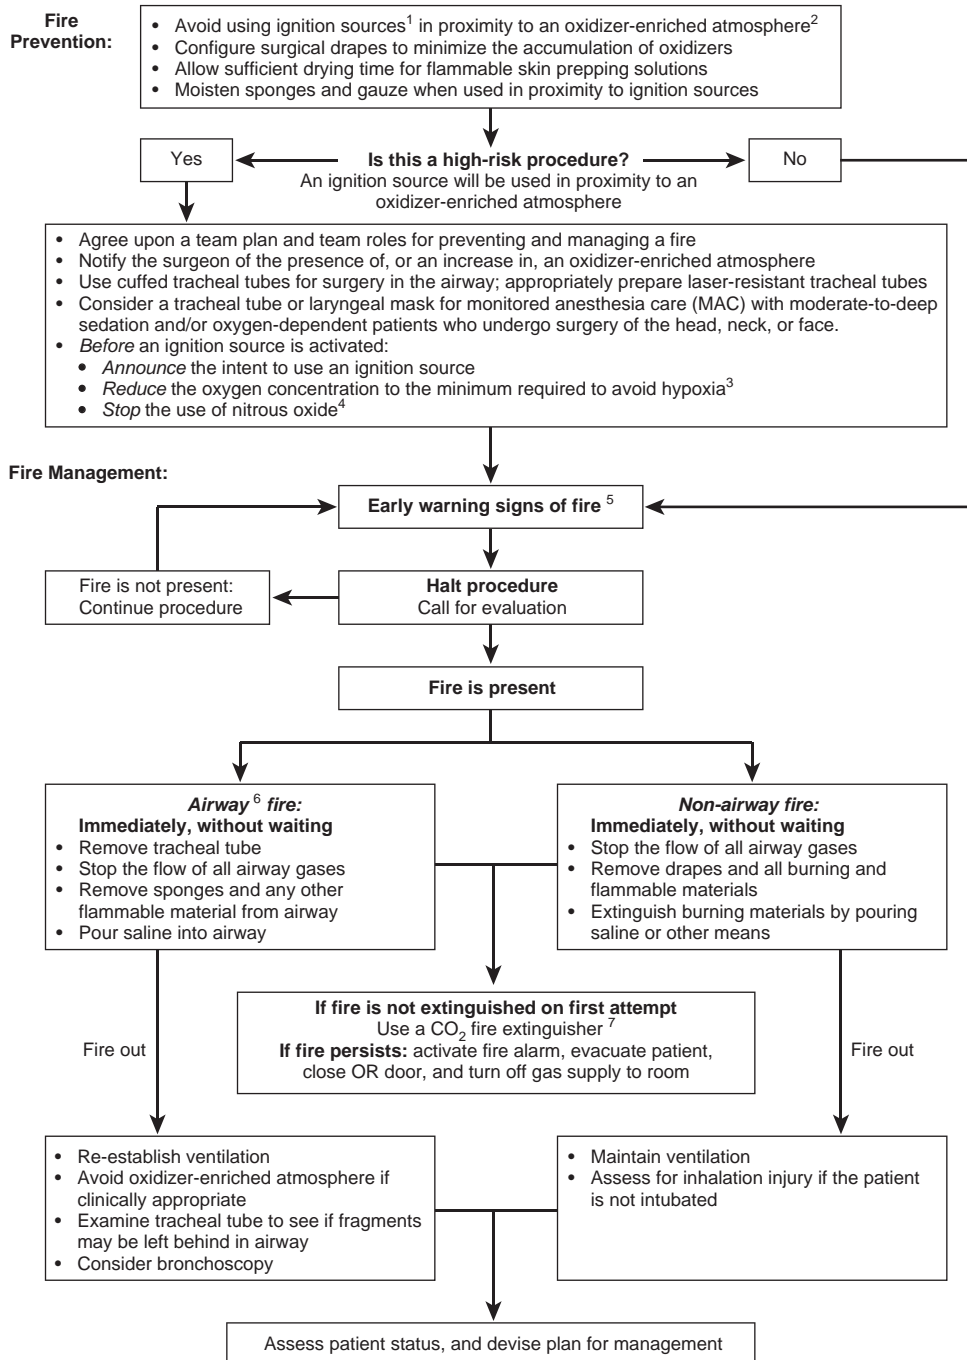 Fire
Prevention:
• Avoid using ignition sources1 in proximity to an oxidizer-enriched atmosphere2
• Configure surgical drapes to minimize the accumulation of oxidizers
• Allow sufficient drying time for flammable skin prepping solutions
• Moisten sponges and gauze when used in proximity to ignition sources
Yes
Is this a high-risk procedure?
An ignition source will be used in proximity to an
oxidizer-enriched atmosphere
No
• Agree upon a team plan and team roles for preventing and managing a fire
• Notify the surgeon of the presence of, or an increase in, an oxidizer-enriched atmosphere
• Use cuffed tracheal tubes for surgery in the airway; appropriately prepare laser-resistant tracheal tubes
• Consider a tracheal tube or laryngeal mask for monitored anesthesia care (MAC) with moderate-to-deep
sedation and/or oxygen-dependent patients who undergo surgery of the head, neck, or face.
• Before an ignition source is activated:
• Announce the intent to use an ignition source
• Reduce the oxygen concentration to the minimum required to avoid hypoxia3
• Stop the use of nitrous oxide4
Fire Management:
Early warning signs of fire 5
Fire is not present:
Continue procedure
Halt procedure
Call for evaluation
Fire is present
Airway 6 fire:
Immediately, without waiting
• Remove tracheal tube
• Stop the flow of all airway gases
• Remove sponges and any other
flammable material from airway
• Pour saline into airway
Non-airway fire:
Immediately, without waiting
• Stop the flow of all airway gases
• Remove drapes and all burning and
flammable materials
• Extinguish burning materials by pouring
saline or other means
If fire is not extinguished on first attempt
Use a CO2 fire extinguisher 7
If fire persists: activate fire alarm, evacuate patient,
close OR door, and turn off gas supply to room
Fire out
Fire out
• Re-establish ventilation
• Avoid oxidizer-enriched atmosphere if
clinically appropriate
• Examine tracheal tube to see if fragments
may be left behind in airway
• Consider bronchoscopy
• Maintain ventilation
• Assess for inhalation injury if the patient
is not intubated
Assess patient status, and devise plan for management